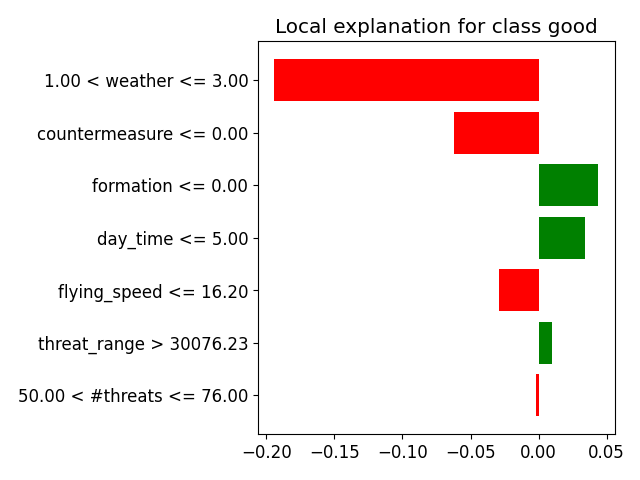 Local explanation for class good
1.00 < weather <= 3.00
countermeasure <= 0.00
formation <= 0.00
day_time <= 5.00
flying_speed <= 16.20
threat_range > 30076.23
50.00 < #threats <= 76.00
−0.20 −0.15 −0.10 −0.05 0.00 0.05